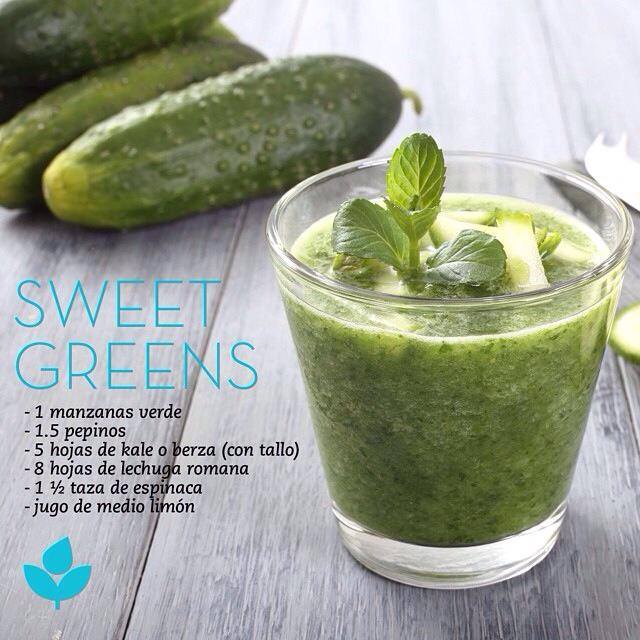 SWEET
GREENS
- 1 manzanas verde
- 1.5 pepinos
- 5 hojas de kale o berza (con tallo)
- 8 hojas de lechuga romana
- 1 ½ taza de espinaca
- jugo de medio limón